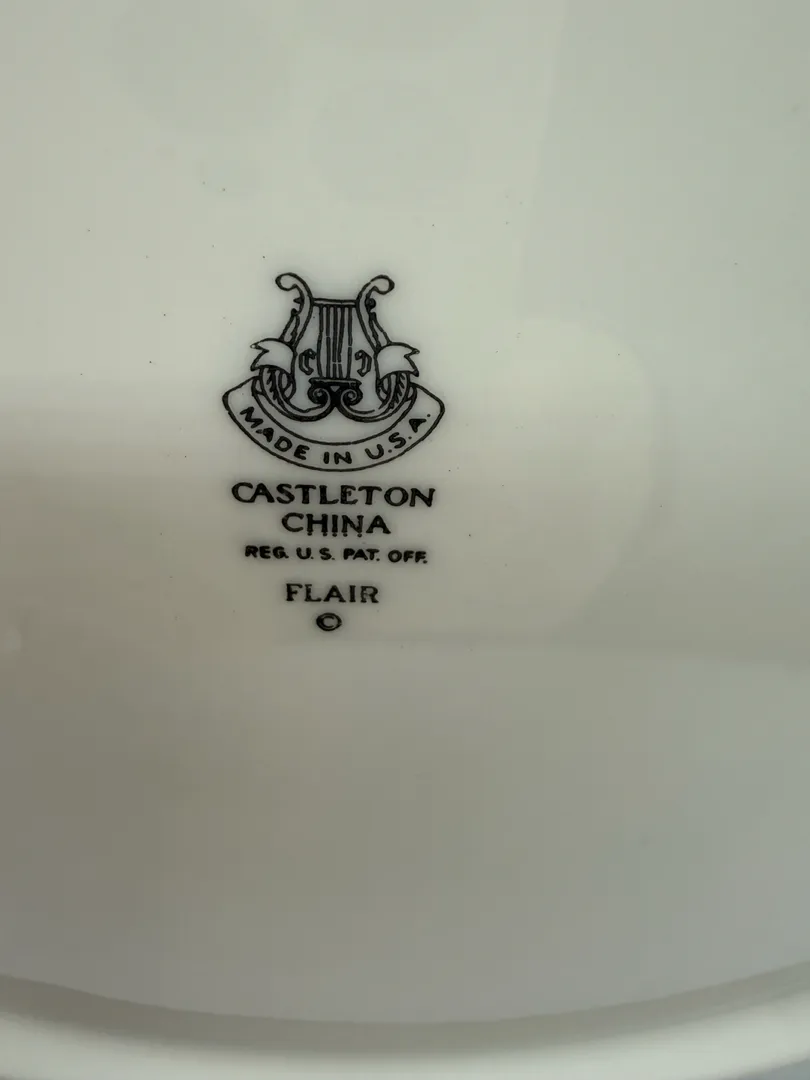 MADE IN U.S.A.
CASTLETON
CHINA
REG. U. S. PAT. OFF.
FLAIR
©